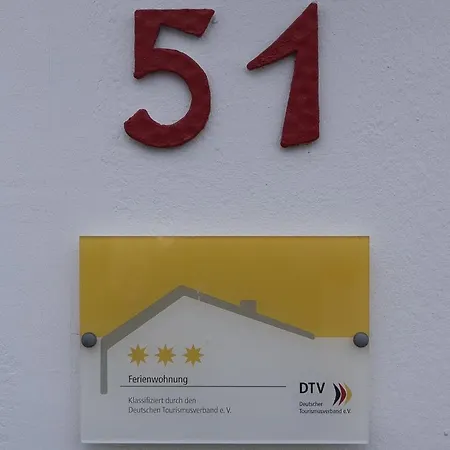 51
Ferienwohnung
Klassifiziert durch den
Deutschen Tourismusverband e. V.
DTV
Deutscher
Tourismusverband e.V.